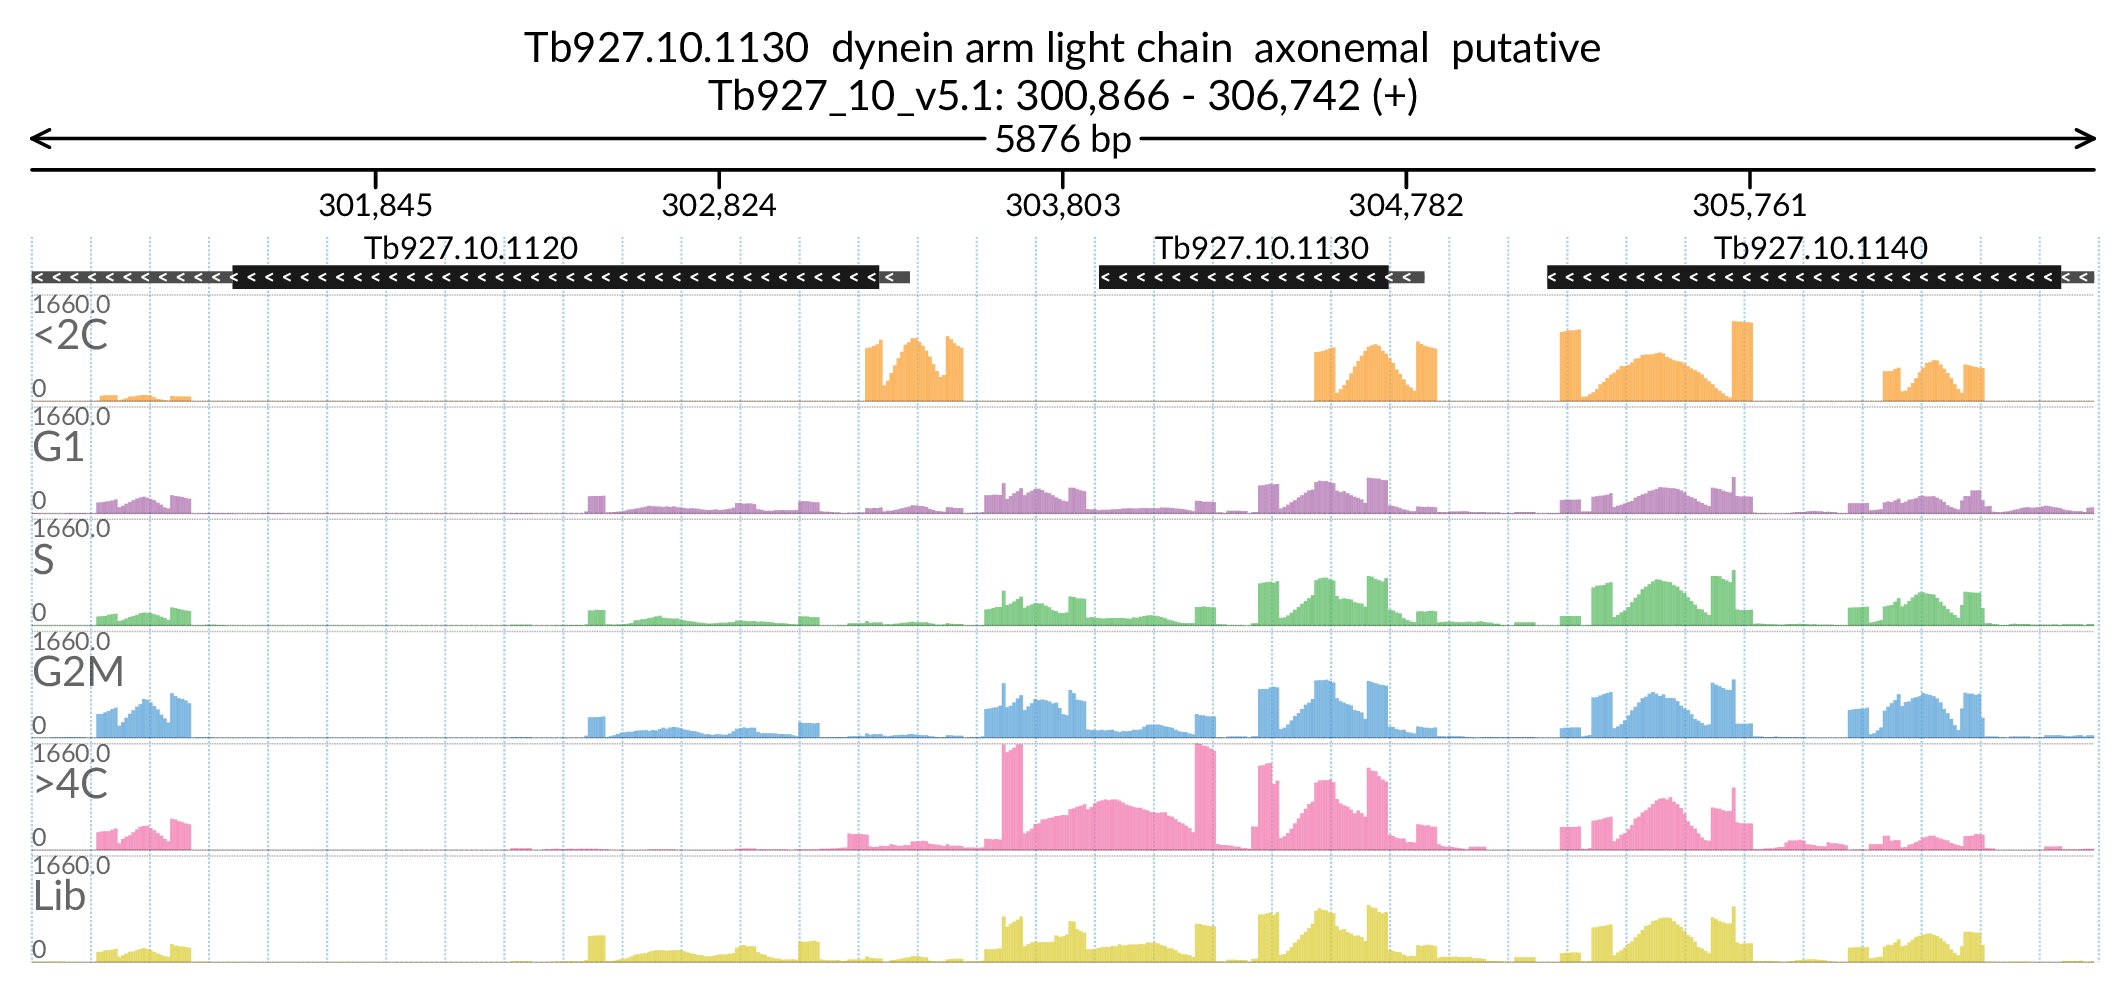 Tb927.10.1130 dynein arm light chain axonemal putative
Tb927_10_v5.1: 300,866 - 306,742 (+)
5876 bp
301,845 302,824 303,803 304,782 305,761
Tb927.10.1120 Tb927.10.1130 Tb927.10.1140
1660.0
<2C
0
1660.0
G1
0
1660.0
S
0
1660.0
G2M
0
1660.0
>4C
0
1660.0
Lib
0